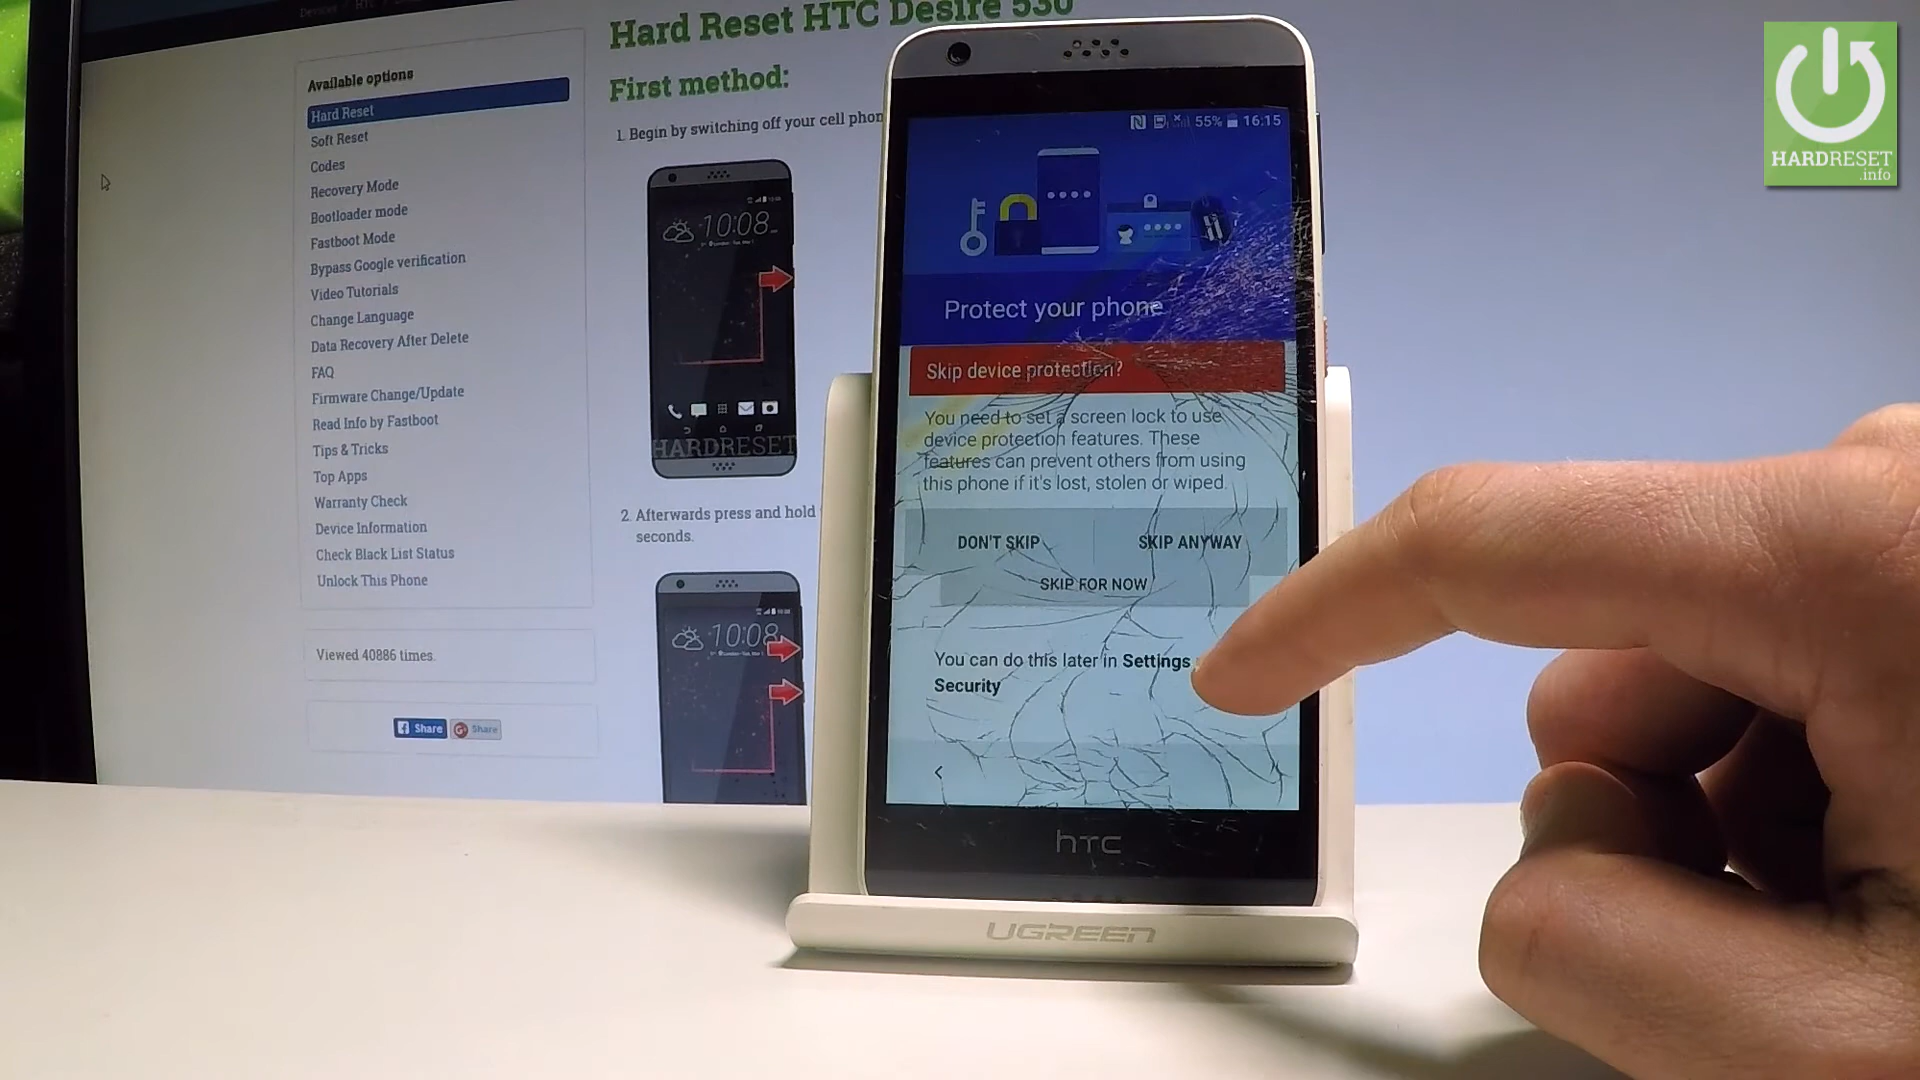 Devices / HTC /
Hard Reset HTC Desire 530
Available options
Hard Reset
Soft Reset
Codes
Recovery Mode
Bootloader mode
Fastboot Mode
Bypass Google verification
Video Tutorials
Change Language
Data Recovery After Delete
FAQ
Firmware Change/Update
Read Info by Fastboot
Tips & Tricks
Top Apps
Warranty Check
Device Information
Check Black List Status
Unlock This Phone
Viewed 40886 times.
Share
Share
First method:
1. Begin by switching off your cell phon
10:08
HARDRESET
2. Afterwards press and hold
seconds.
10:08
55% 16:15
Protect your phone
Skip device protection?
You need to set a screen lock to use
device protection features. These
features can prevent others from using
this phone if it's lost, stolen or wiped.
DON'T SKIP
SKIP ANYWAY
SKIP FOR NOW
You can do this later in Settings
Security
hTC
UGREEN
HARDRESET
.info